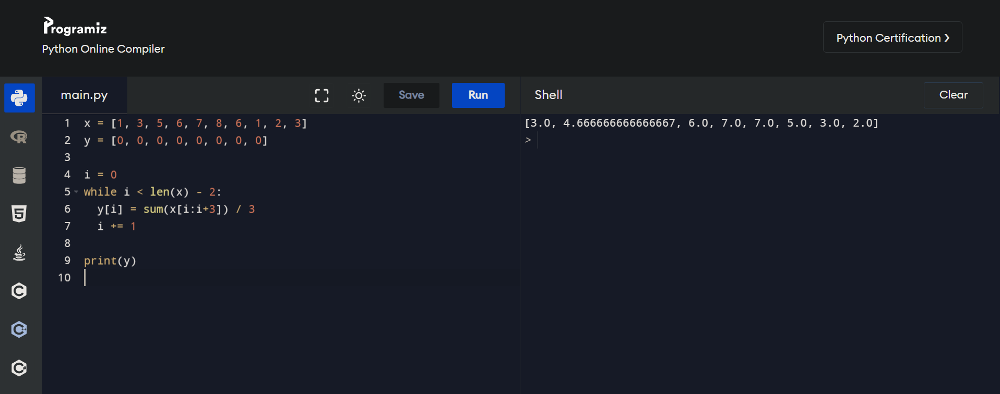 Programiz
Python Online Compiler
Python Certification ❯
main.py
Save
Run
Shell
Clear
1 x = [1, 3, 5, 6, 7, 8, 6, 1, 2, 3]
2 y = [0, 0, 0, 0, 0, 0, 0, 0]
3
4 i = 0
5 while i < len(x) - 2:
6   y[i] = sum(x[i:i+3]) / 3
7   i += 1
8
9 print(y)
10
[3.0, 4.666666666666667, 6.0, 7.0, 7.0, 5.0, 3.0, 2.0]
>
R
5
C
C++
C#